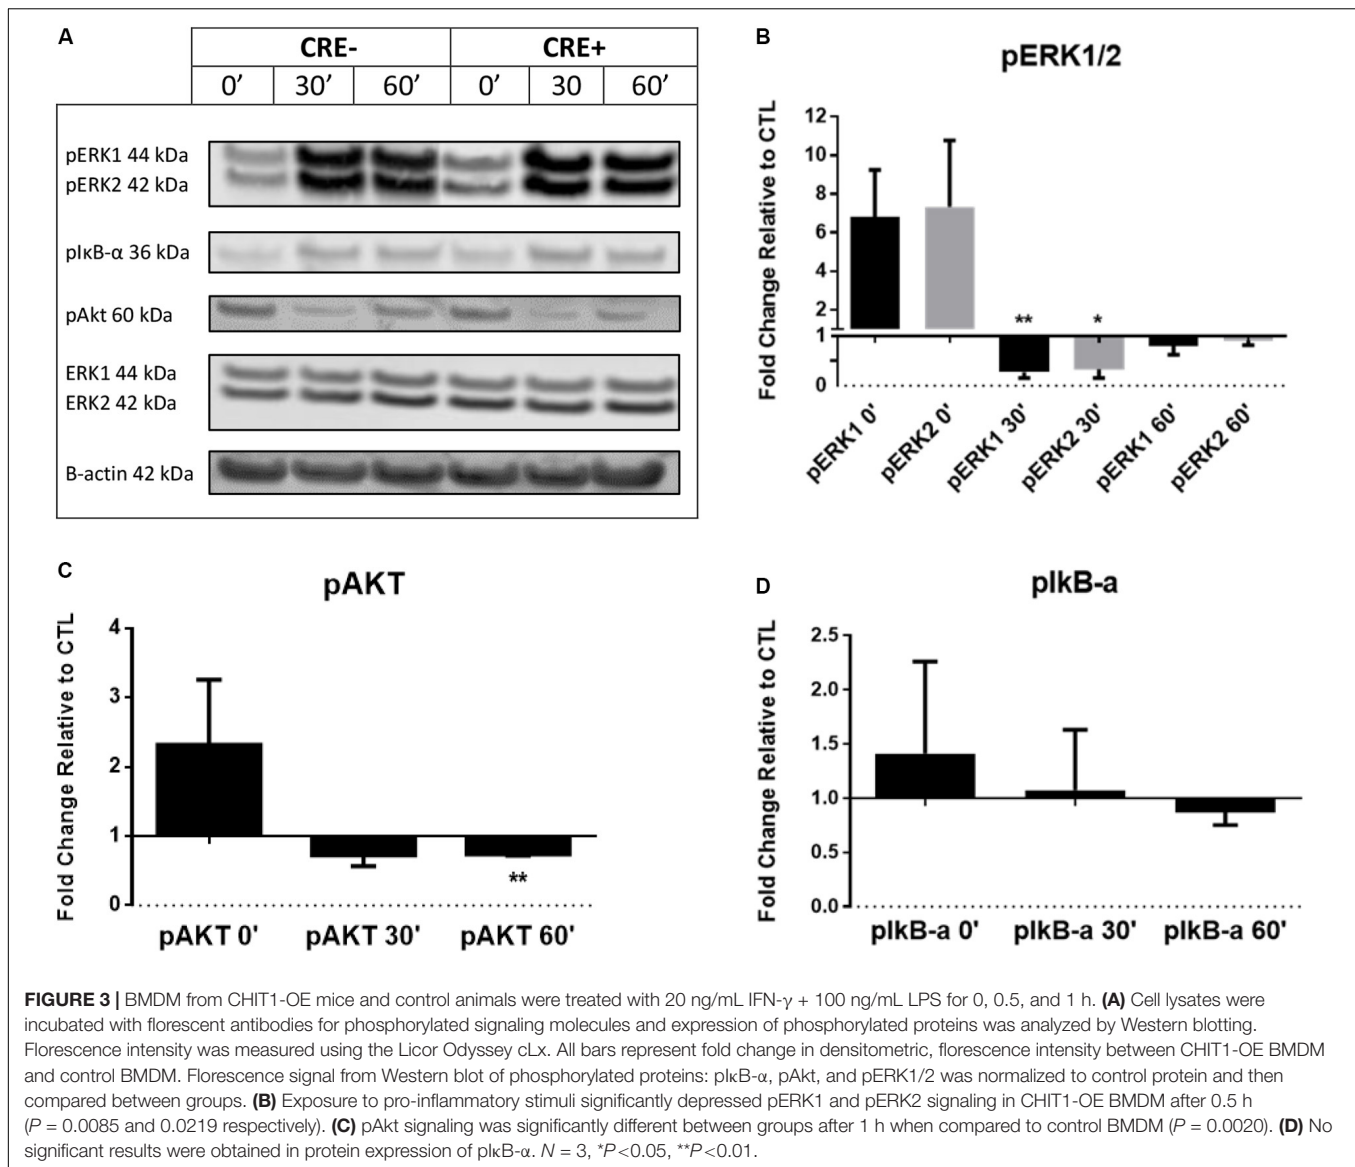 A
CRE- CRE+
0′ 30′ 60′ 0′ 30 60′
pERK1 44 kDa
pERK2 42 kDa
pIκB-α 36 kDa
pAkt 60 kDa
ERK1 44 kDa
ERK2 42 kDa
B-actin 42 kDa
B
pERK1/2
Fold Change Relative to CTL
12
10
8
6
4
2
1
0
** *
pERK1 0' pERK2 0' pERK1 30' pERK2 30' pERK1 60' pERK2 60'
C
pAKT
Fold Change Relative to CTL
4
3
2
1
0
**
pAKT 0' pAKT 30' pAKT 60'
D
pIkB-a
Fold Change Relative to CTL
2.5
2.0
1.5
1.0
0.5
0.0
pIkB-a 0' pIkB-a 30' pIkB-a 60'
FIGURE 3 | BMDM from CHIT1-OE mice and control animals were treated with 20 ng/mL IFN-γ + 100 ng/mL LPS for 0, 0.5, and 1 h. (A) Cell lysates were
incubated with florescent antibodies for phosphorylated signaling molecules and expression of phosphorylated proteins was analyzed by Western blotting.
Florescence intensity was measured using the Licor Odyssey cLx. All bars represent fold change in densitometric, florescence intensity between CHIT1-OE BMDM
and control BMDM. Florescence signal from Western blot of phosphorylated proteins: pIκB-α, pAkt, and pERK1/2 was normalized to control protein and then
compared between groups. (B) Exposure to pro-inflammatory stimuli significantly depressed pERK1 and pERK2 signaling in CHIT1-OE BMDM after 0.5 h
(P = 0.0085 and 0.0219 respectively). (C) pAkt signaling was significantly different between groups after 1 h when compared to control BMDM (P = 0.0020). (D) No
significant results were obtained in protein expression of pIκB-α. N = 3, *P<0.05, **P<0.01.